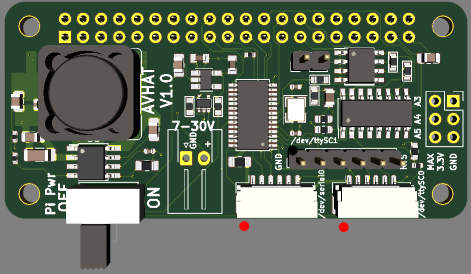 AVHAT
V1.0
7-30V
GND
+
/dev/ttySC1
GND
A5 A4 A3
MAX
3.3V
GND
Pi Pwr
OFF
ON
/dev/serial0
/dev/ttySC0